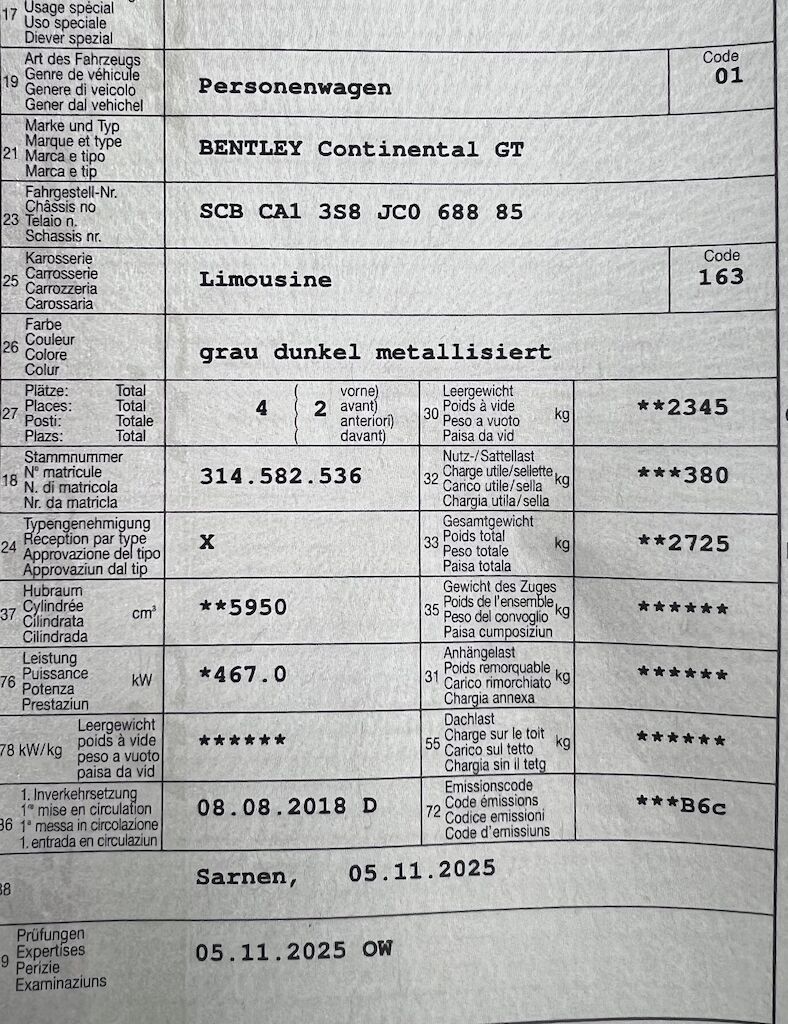 17 Usage spécial
Uso speciale
Diever spezial
19 Art des Fahrzeugs
Genre de véhicule
Genere di veicolo
Gener dal vehichel
Personenwagen
Code
01
21 Marke und Typ
Marque et type
Marca e tipo
Marca e tip
BENTLEY Continental GT
23 Fahrgestell-Nr.
Châssis no
Telaio n.
Schassis nr.
SCB CA1 3S8 JC0 688 85
25 Karosserie
Carrosserie
Carrozzeria
Carossaria
Limousine
Code
163
26 Farbe
Couleur
Colore
Colur
grau dunkel metallisiert
27 Plätze: Total
Places: Total
Posti: Totale
Plazs: Total
4 ( 2 vorne)
avant)
anteriori)
davant)
30 Leergewicht
Poids à vide
Peso a vuoto
Paisa da vid
kg
**2345
18 Stammnummer
N° matricule
N. di matricola
Nr. da matricla
314.582.536
32 Nutz-/Sattellast
Charge utile/sellette
Carico utile/sella
Chargia utila/sella
kg
***380
24 Typengenehmigung
Réception par type
Approvazione del tipo
Approvaziun dal tip
X
33 Gesamtgewicht
Poids total
Peso totale
Paisa totala
kg
**2725
37 Hubraum
Cylindrée
Cilindrata
Cilindrada
cm³
**5950
35 Gewicht des Zuges
Poids de l'ensemble
Peso del convoglio
Paisa cumposiziun
kg
******
76 Leistung
Puissance
Potenza
Prestaziun
kW
*467.0
31 Anhängelast
Poids remorquable
Carico rimorchiato
Chargia annexa
kg
******
78 kW/kg Leergewicht
poids à vide
peso a vuoto
paisa da vid
******
55 Dachlast
Charge sur le toit
Carico sul tetto
Chargia sin il tetg
kg
******
36 1. Inverkehrsetzung
1re mise en circulation
1a messa in circolazione
1. entrada en circulaziun
08.08.2018 D
72 Emissionscode
Code émissions
Codice emissioni
Code d'emissiuns
***B6c
38 Sarnen, 05.11.2025
9 Prüfungen
Expertises
Perizie
Examinaziuns
05.11.2025 OW